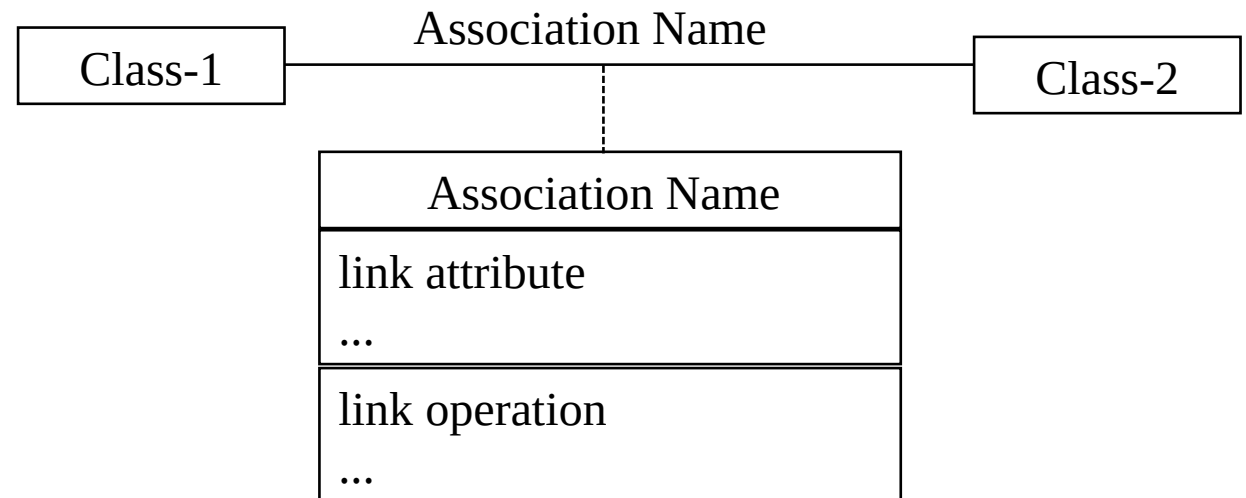 Association Name
Class-1
Class-2
Association Name
link attribute
...
link operation
...